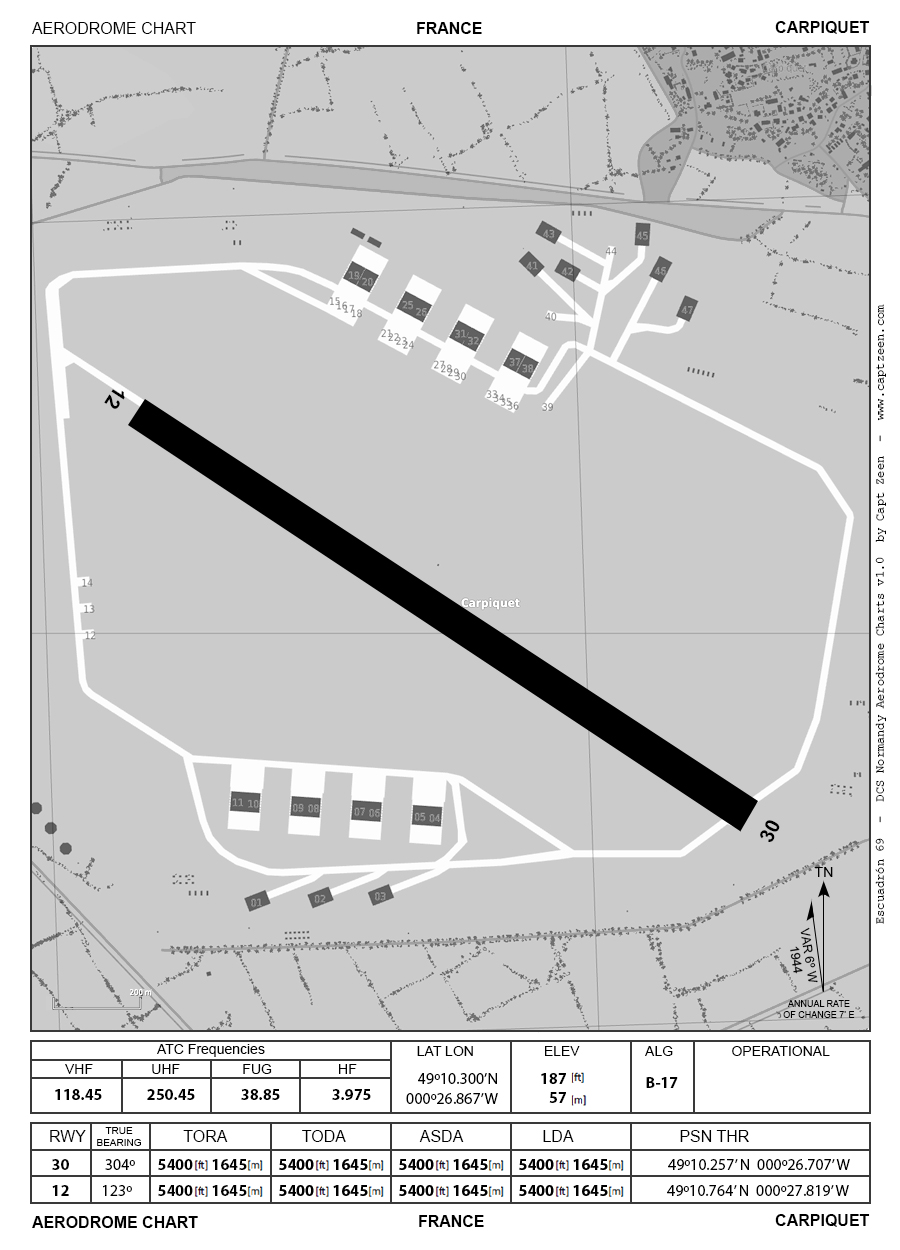 AERODROME CHART FRANCE CARPIQUET
43
44
45
41
42
46
19/20
47
15
16
17
18
25 26
40
21
22
23
24
31/32
37/38
27
28
29
30
33
34
35
36
39
12
14
Carpiquet
13
12
11 10
09 08
07 06
05 04
30
TN
01
02
03
VAR 6º W
1944
200 m
ANNUAL RATE
OF CHANGE 7' E
Escuadrón 69 - DCS Normandy Aerodrome Charts v1.0 by Capt Zeen - www.captzeen.com
ATC Frequencies LAT LON ELEV ALG OPERATIONAL
VHF UHF FUG HF
49º10.300'N 187 [ft] B-17
118.45 250.45 38.85 3.975 000º26.867'W 57 [m]
RWY TRUE BEARING TORA TODA ASDA LDA PSN THR
30 304º 5400[ft] 1645[m] 5400[ft] 1645[m] 5400[ft] 1645[m] 5400[ft] 1645[m] 49º10.257'N 000º26.707'W
12 123º 5400[ft] 1645[m] 5400[ft] 1645[m] 5400[ft] 1645[m] 5400[ft] 1645[m] 49º10.764'N 000º27.819'W
AERODROME CHART FRANCE CARPIQUET